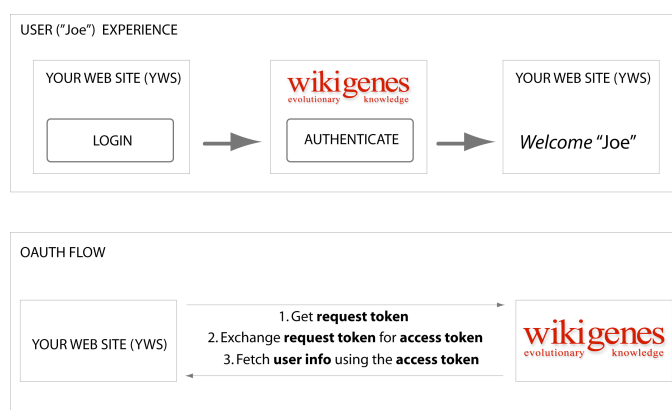 USER ("Joe") EXPERIENCE
YOUR WEB SITE (YWS)
LOGIN
wikigenes
evolutionary knowledge
AUTHENTICATE
YOUR WEB SITE (YWS)
Welcome "Joe"
OAUTH FLOW
YOUR WEB SITE (YWS)
1. Get request token
2. Exchange request token for access token
3. Fetch user info using the access token
wikigenes
evolutionary knowledge